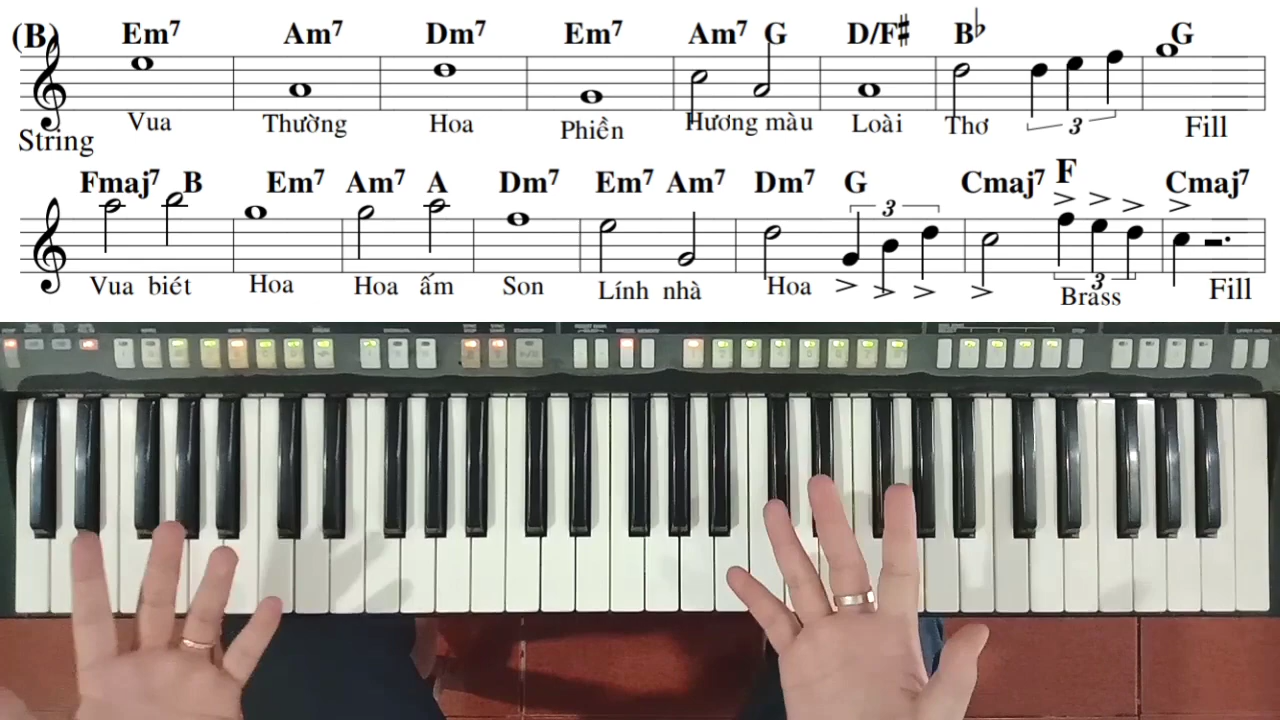 (B) Em7 Am7 Dm7 Em7 Am7 G D/F♯ B♭ G
String Vua Thường Hoa Phiền Hương màu Loài Thơ 3 Fill
Fmaj7 B Em7 Am7 A Dm7 Em7 Am7 Dm7 G Cmaj7 F Cmaj7
3
Vua biét Hoa Hoa ấm Son Lính nhà Hoa 3 Brass Fill